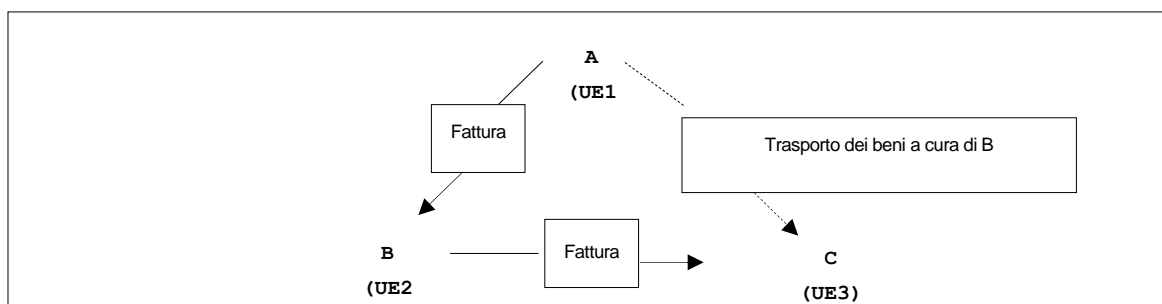 A
(UE1
Fattura
Trasporto dei beni a cura di B
B
(UE2
Fattura
C
(UE3)